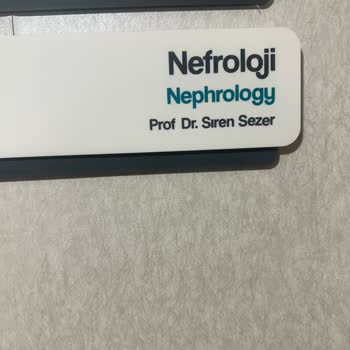 Nefroloji
Nephrology
Prof Dr. Sıren Sezer